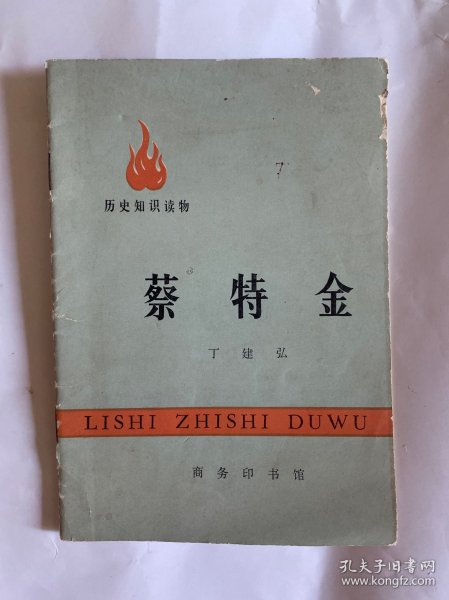 7
历史知识读物
蔡特金
丁建弘
LISHI ZHISHI DUWU
商务印书馆
孔夫子旧书网
www.kongfz.com